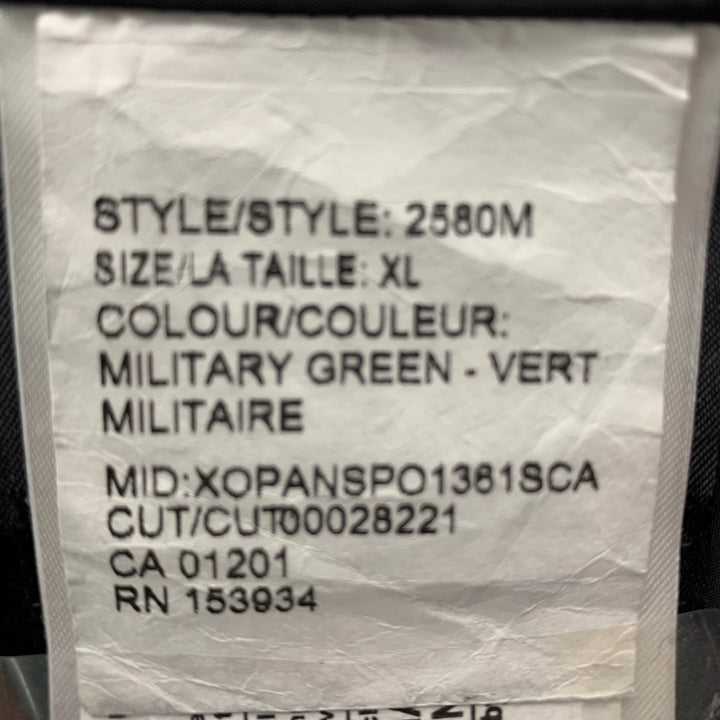 STYLE/STYLE: 2580M
SIZE/LA TAILLE: XL
COLOUR/COULEUR:
MILITARY GREEN - VERT
MILITAIRE
MID:XOPANSPO1361SCA
CUT/CUT00028221
CA 01201
RN 153934